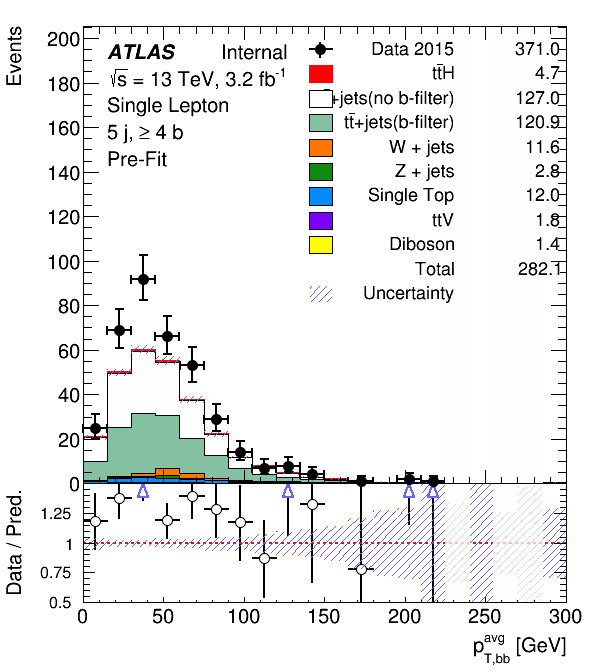 Events
ATLAS Internal
√s = 13 TeV, 3.2 fb-1
Single Lepton
5 j, ≥ 4 b
Pre-Fit
Data 2015 371.0
tt̄H 4.7
+jets(no b-filter) 127.0
tt̄+jets(b-filter) 120.9
W + jets 11.6
Z + jets 2.8
Single Top 12.0
ttV 1.8
Diboson 1.4
Total 282.1
Uncertainty
200
180
160
140
120
100
80
60
40
20
0
Data / Pred.
1.25
1
0.75
0.5
0 50 100 150 200 250 300
pT,bbavg [GeV]